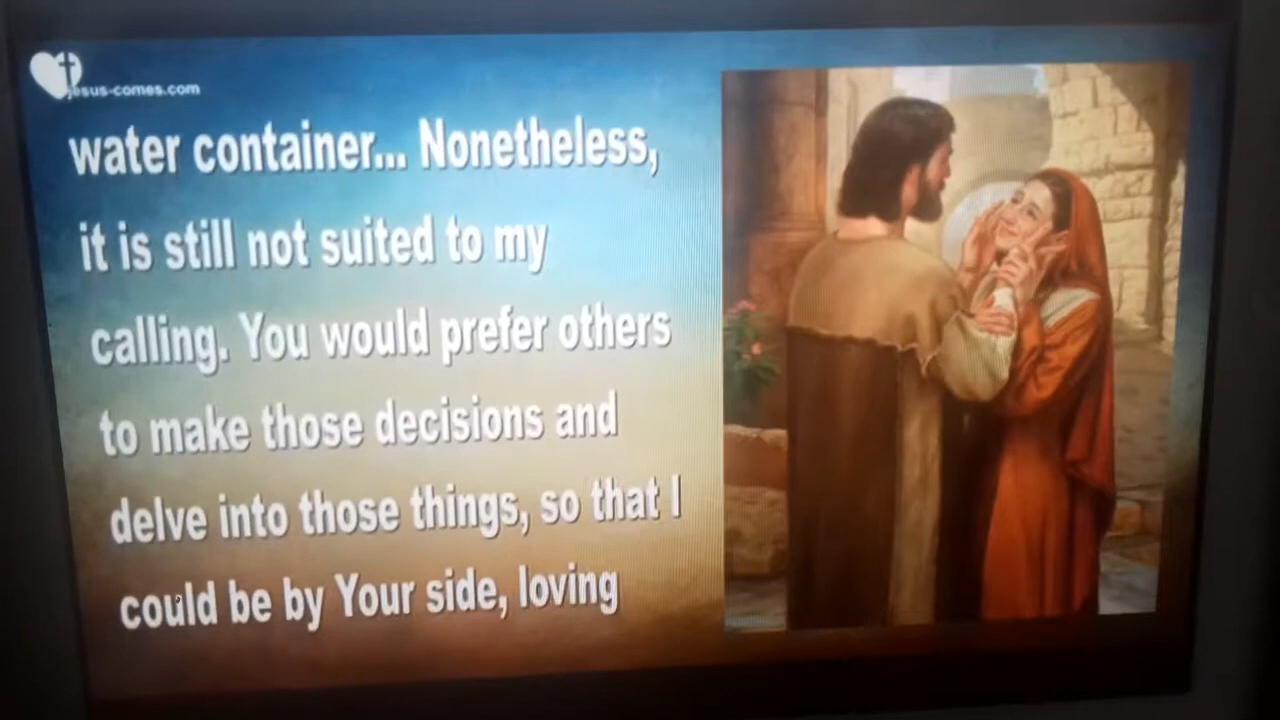 jesus-comes.com
water container... Nonetheless,
it is still not suited to my
calling. You would prefer others
to make those decisions and
delve into those things, so that I
could be by Your side, loving